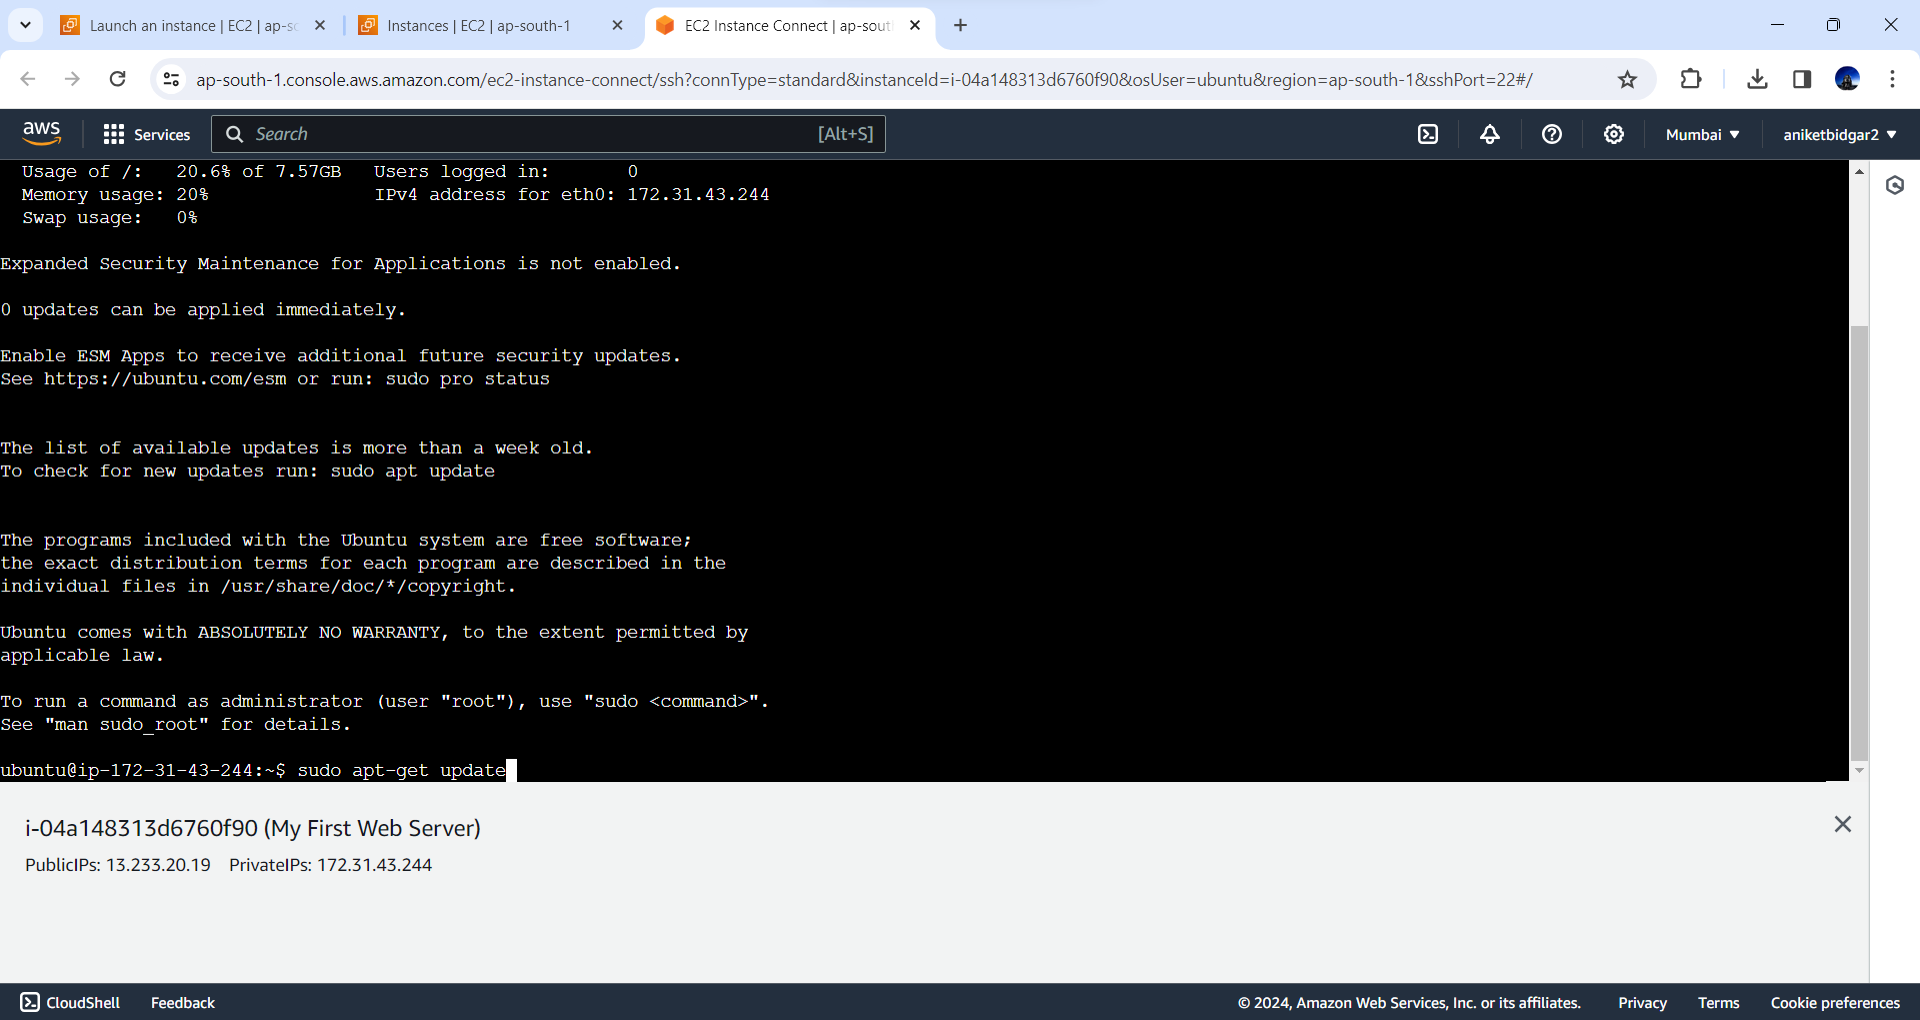 Launch an instance | EC2 | ap-sc
Instances | EC2 | ap-south-1
EC2 Instance Connect | ap-sout
ap-south-1.console.aws.amazon.com/ec2-instance-connect/ssh?connType=standard&instanceId=i-04a148313d6760f90&osUser=ubuntu&region=ap-south-1&sshPort=22#/
aws
Services
Search
[Alt+S]
Mumbai
aniketbidgar2
Usage of /: 20.6% of 7.57GB Users logged in: 0
Memory usage: 20% IPv4 address for eth0: 172.31.43.244
Swap usage: 0%
Expanded Security Maintenance for Applications is not enabled.
0 updates can be applied immediately.
Enable ESM Apps to receive additional future security updates.
See https://ubuntu.com/esm or run: sudo pro status
The list of available updates is more than a week old.
To check for new updates run: sudo apt update
The programs included with the Ubuntu system are free software;
the exact distribution terms for each program are described in the
individual files in /usr/share/doc/*/copyright.
Ubuntu comes with ABSOLUTELY NO WARRANTY, to the extent permitted by
applicable law.
To run a command as administrator (user "root"), use "sudo <command>".
See "man sudo_root" for details.
ubuntu@ip-172-31-43-244:~$ sudo apt-get update
i-04a148313d6760f90 (My First Web Server)
PublicIPs: 13.233.20.19 PrivateIPs: 172.31.43.244
CloudShell
Feedback
© 2024, Amazon Web Services, Inc. or its affiliates.
Privacy
Terms
Cookie preferences